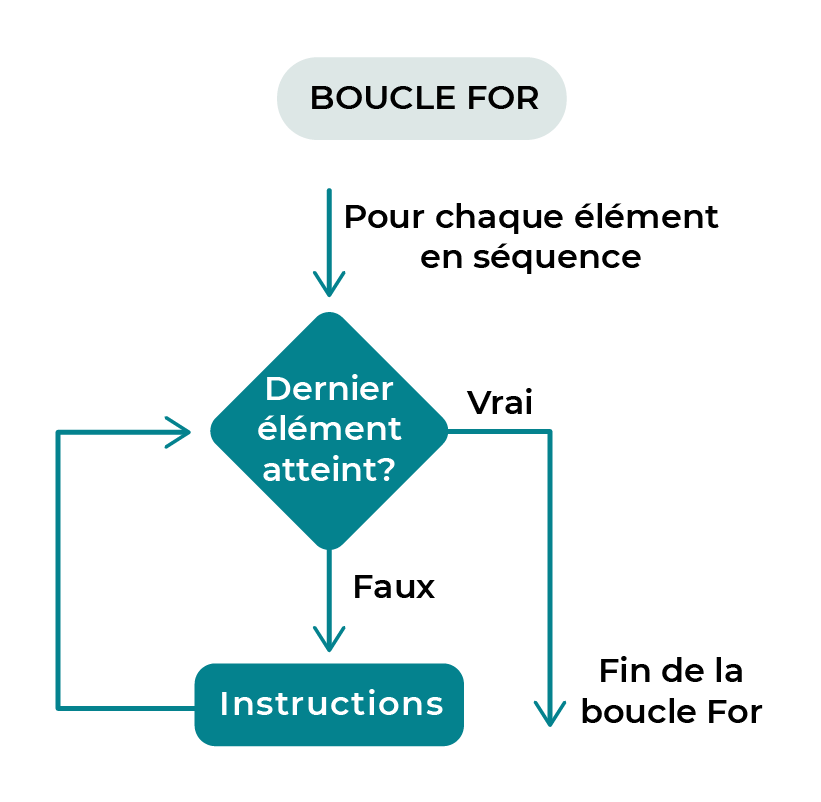 BOUCLE FOR
Pour chaque élément
en séquence
Dernier
élément
atteint?
Vrai
Faux
Instructions
Fin de la
boucle For